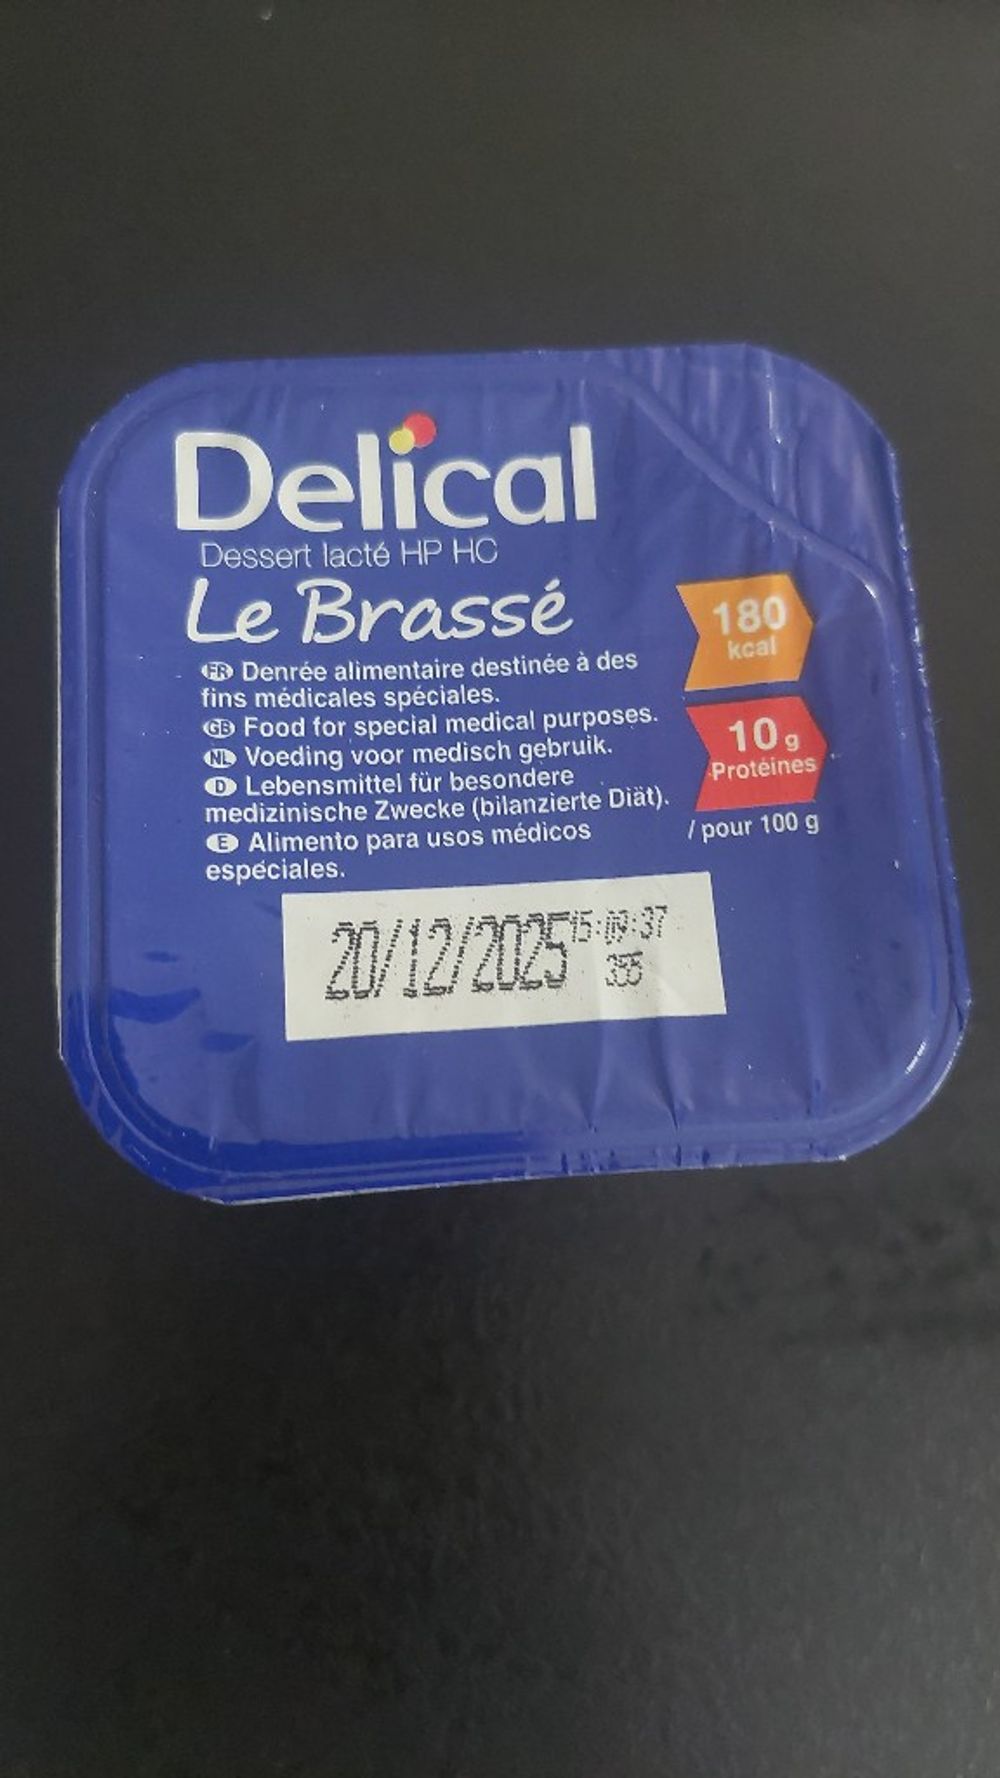 Delical
Dessert lacté HP HC
Le Brassé
FR Denrée alimentaire destinée à des
fins médicales spéciales.
GB Food for special medical purposes.
NL Voeding voor medisch gebruik.
D Lebensmittel für besondere
medizinische Zwecke (bilanzierte Diät).
E Alimento para usos médicos
especiales.
180
kcal
10 g
Protéines
/ pour 100 g
20/12/2025 15:09:37